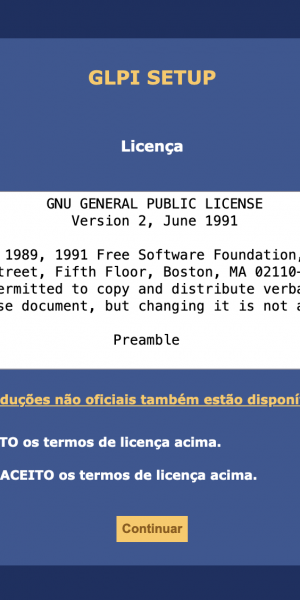 GLPI SETUP
Licença
GNU GENERAL PUBLIC LICENSE
Version 2, June 1991
1989, 1991 Free Software Foundation,
treet, Fifth Floor, Boston, MA 02110-
ermitted to copy and distribute verba
se document, but changing it is not a
Preamble
duções não oficiais também estão disponí
TO os termos de licença acima.
ACEITO os termos de licença acima.
Continuar